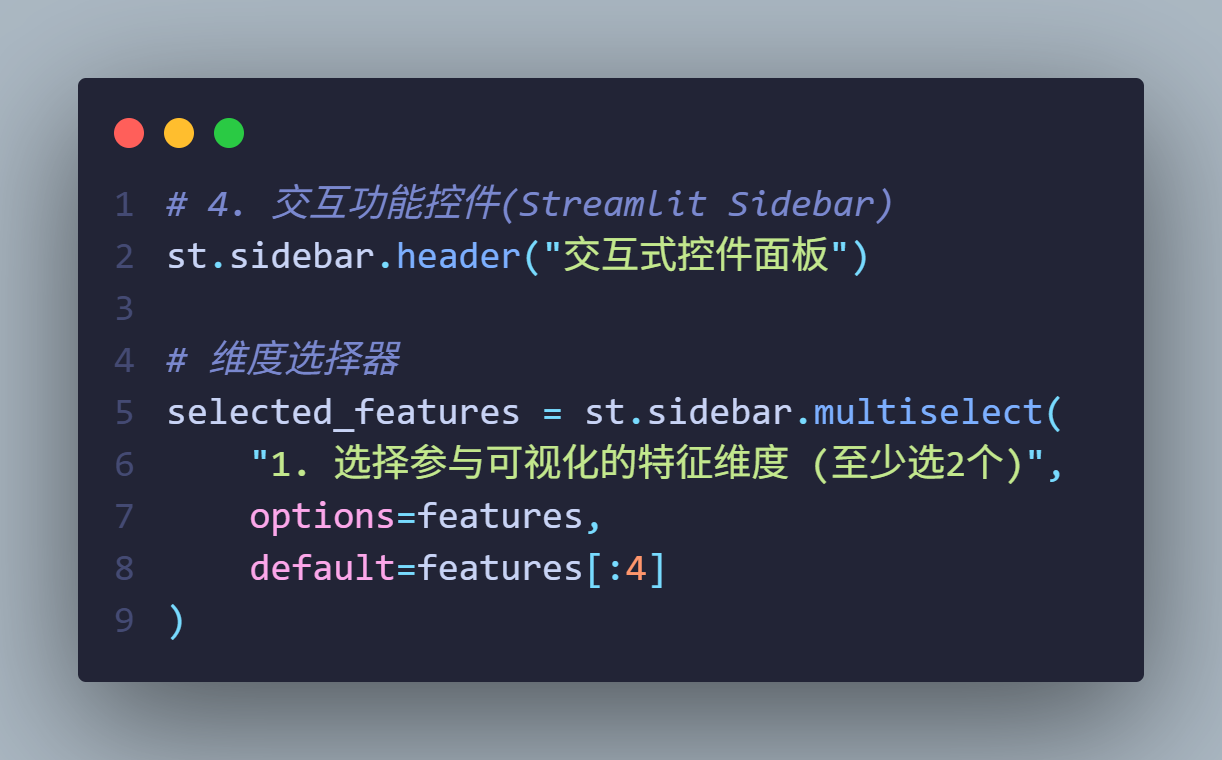 1 # 4. 交互功能控件(Streamlit Sidebar)
2 st.sidebar.header("交互式控件面板")
3
4 # 维度选择器
5 selected_features = st.sidebar.multiselect(
6     "1. 选择参与可视化的特征维度 (至少选2个)",
7     options=features,
8     default=features[:4]
9 )